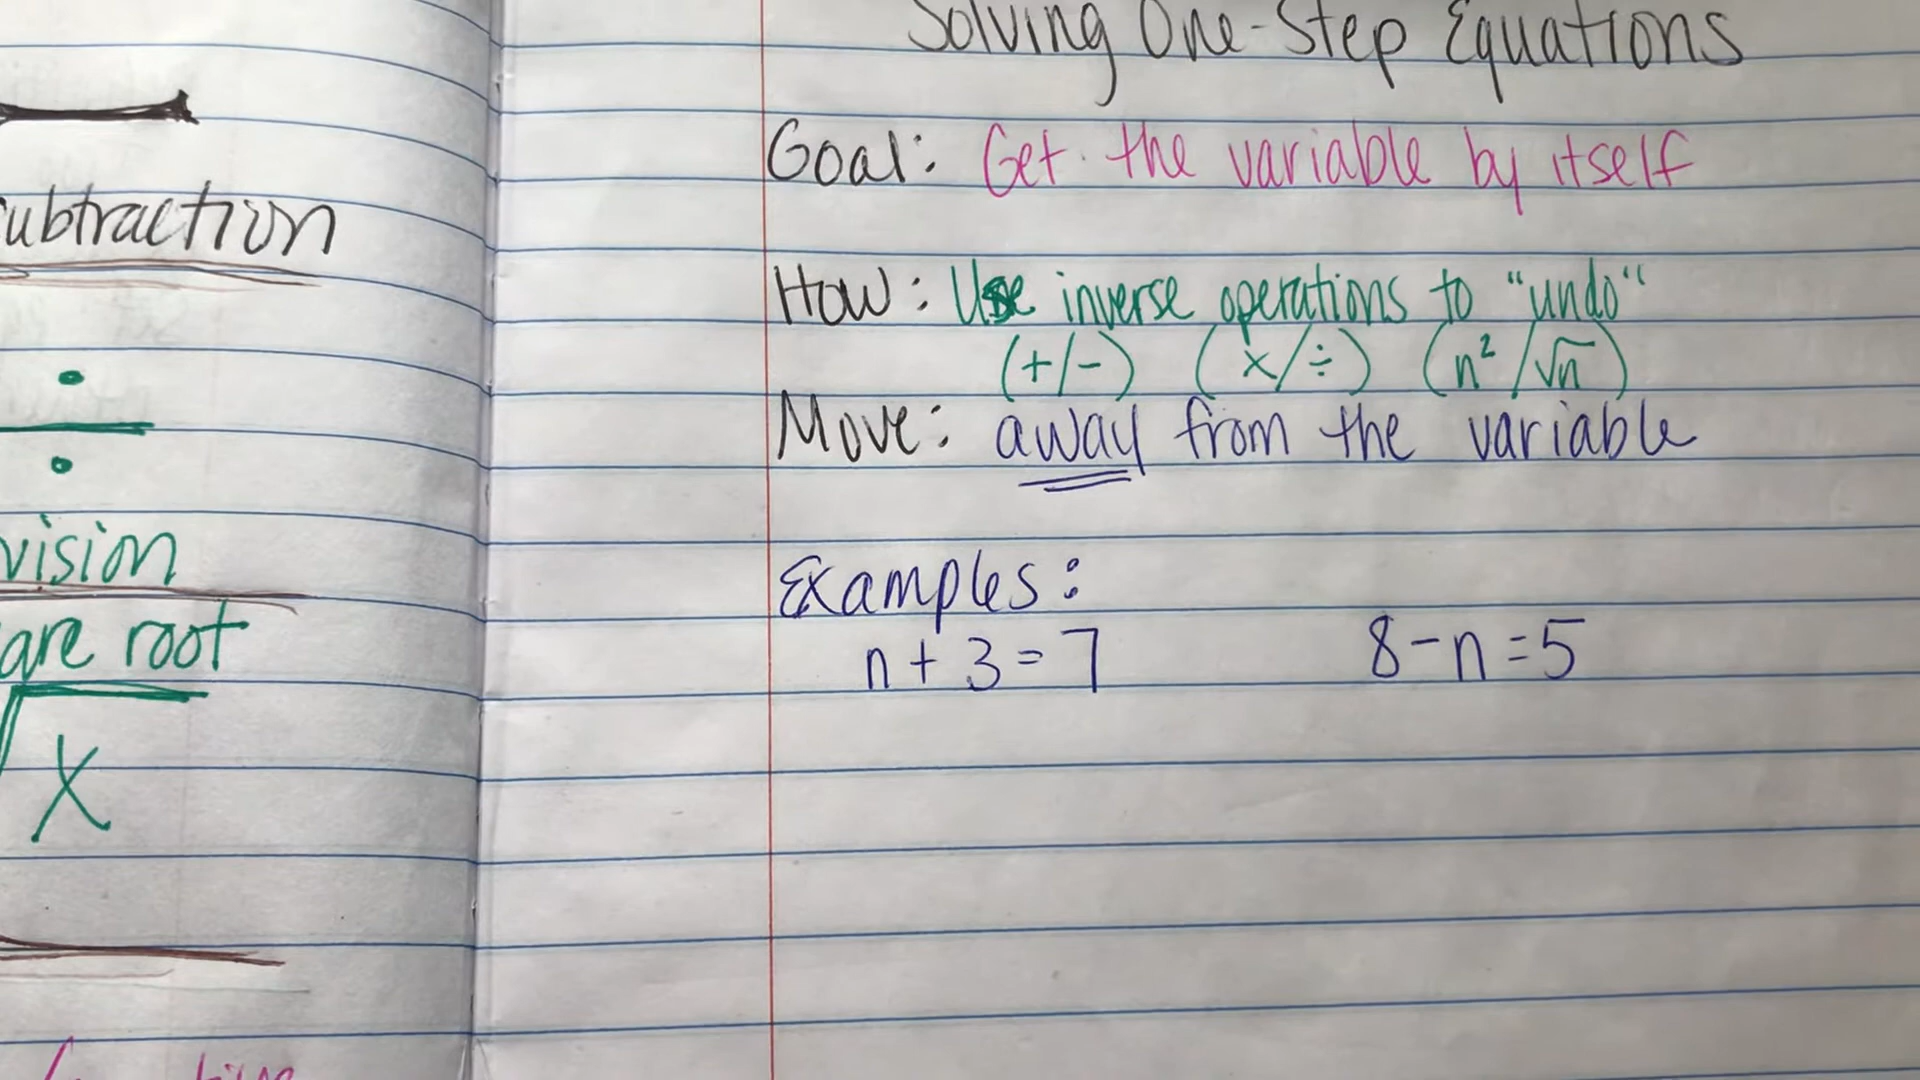 ubtraction
vision
are root
√x
Solving One-Step Equations
Goal: Get the variable by itself
How: Use inverse operations to "undo"
(+/-) (x/÷) (n²/√n)
Move: away from the variable
Examples:
n + 3 = 7 8 - n = 5